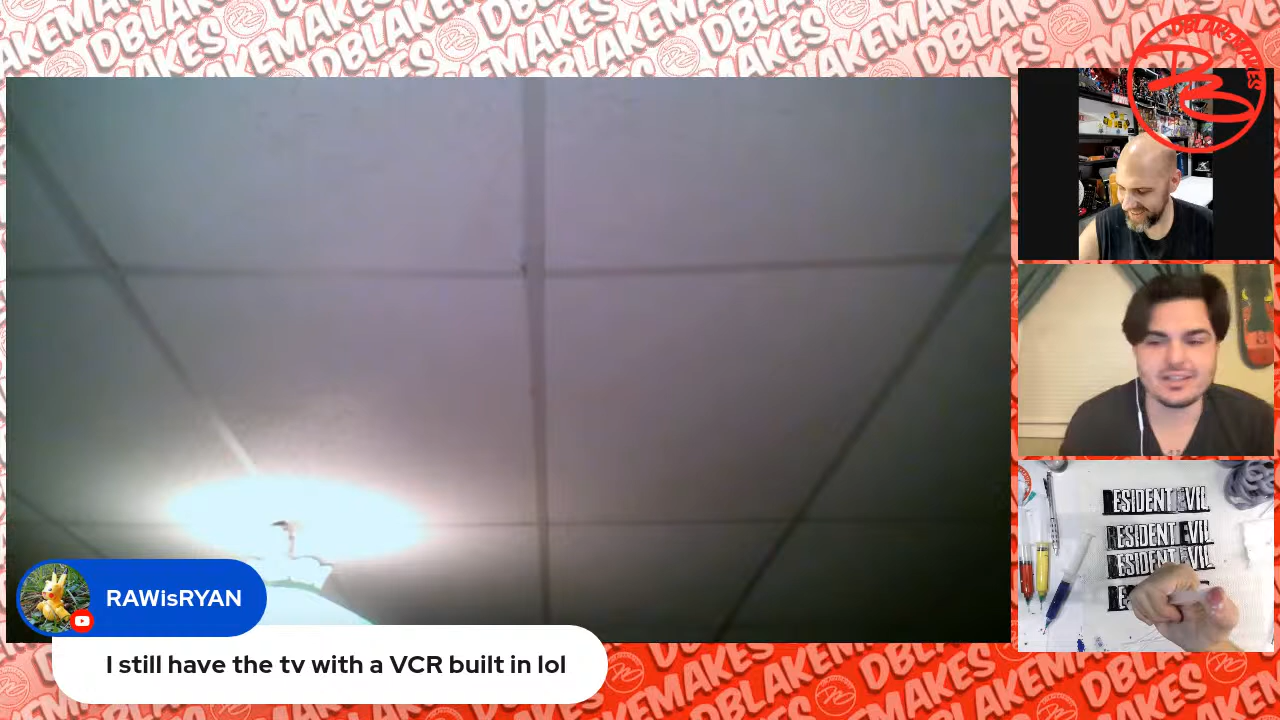 DBLAKEMAKES
RESIDENT EVIL
RESIDENT EVIL
RESIDENT EVIL
RAWisRYAN
I still have the tv with a VCR built in lol